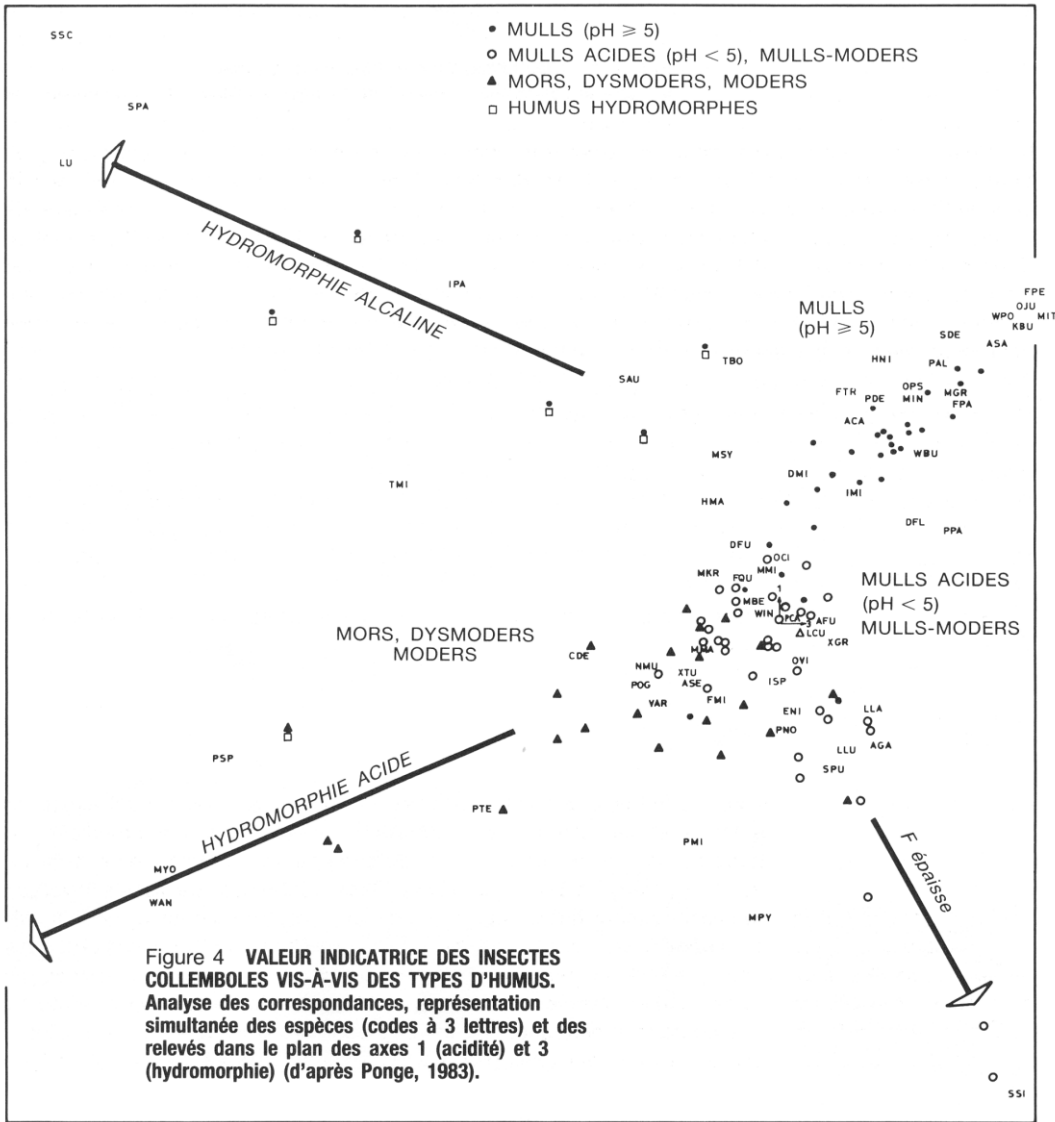 SSC
● MULLS (pH ≥ 5)
○ MULLS ACIDES (pH < 5), MULLS-MODERS
▲ MORS, DYSMODERS, MODERS
□ HUMUS HYDROMORPHES
SPA
LU
HYDROMORPHIE ALCALINE
IPA
MULLS
(pH ≥ 5)
FPE
OJU
WPO MIT
KBU
SDE
ASA
HNI
PAL
TBO
SAU
FTR
OPS
MGR
PDE
MIN
FPA
ACA
WBU
MSY
DMI
TMI
IMI
HMA
DFL
PPA
DFU
OCI
MKR
FQU
MMI
MULLS ACIDES
(pH < 5)
MULLS-MODERS
MBE
1
WIN
PCA
3
AFU
LCU
XGR
MORS, DYSMODERS
MODERS
CDE
MMA
NMU
XTU
OVI
POG
ASE
ISP
VAR
FMI
ENI
LLA
PNO
AGA
LLU
SPU
PSP
HYDROMORPHIE ACIDE
PTE
PMI
F épaisse
MYO
WAN
MPY
Figure 4 VALEUR INDICATRICE DES INSECTES
COLLEMBOLES VIS-À-VIS DES TYPES D'HUMUS.
Analyse des correspondances, représentation
simultanée des espèces (codes à 3 lettres) et des
relevés dans le plan des axes 1 (acidité) et 3
(hydromorphie) (d'après Ponge, 1983).
SSI